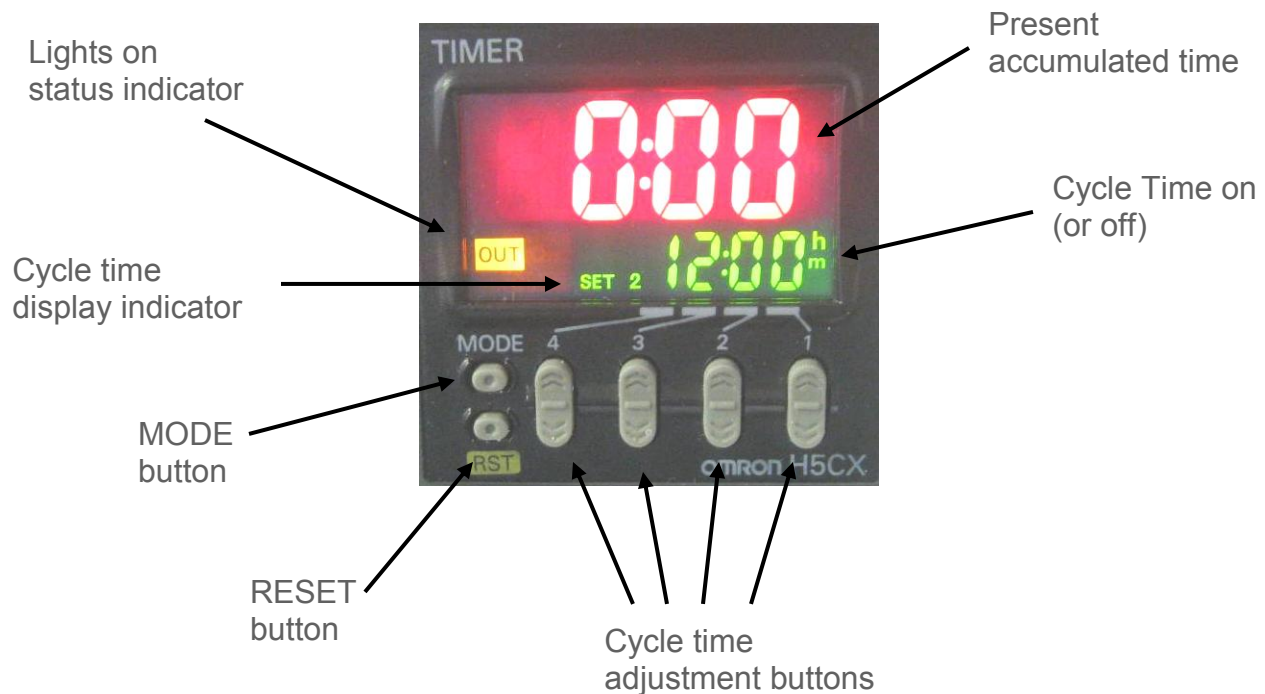 Present
accumulated time
Lights on
status indicator
TIMER
0:00
Cycle Time on
(or off)
OUT
SET 2 12:00 h
m
Cycle time
display indicator
MODE 4 3 2 1
MODE
button
RST
OMRON H5CX
RESET
button
Cycle time
adjustment buttons